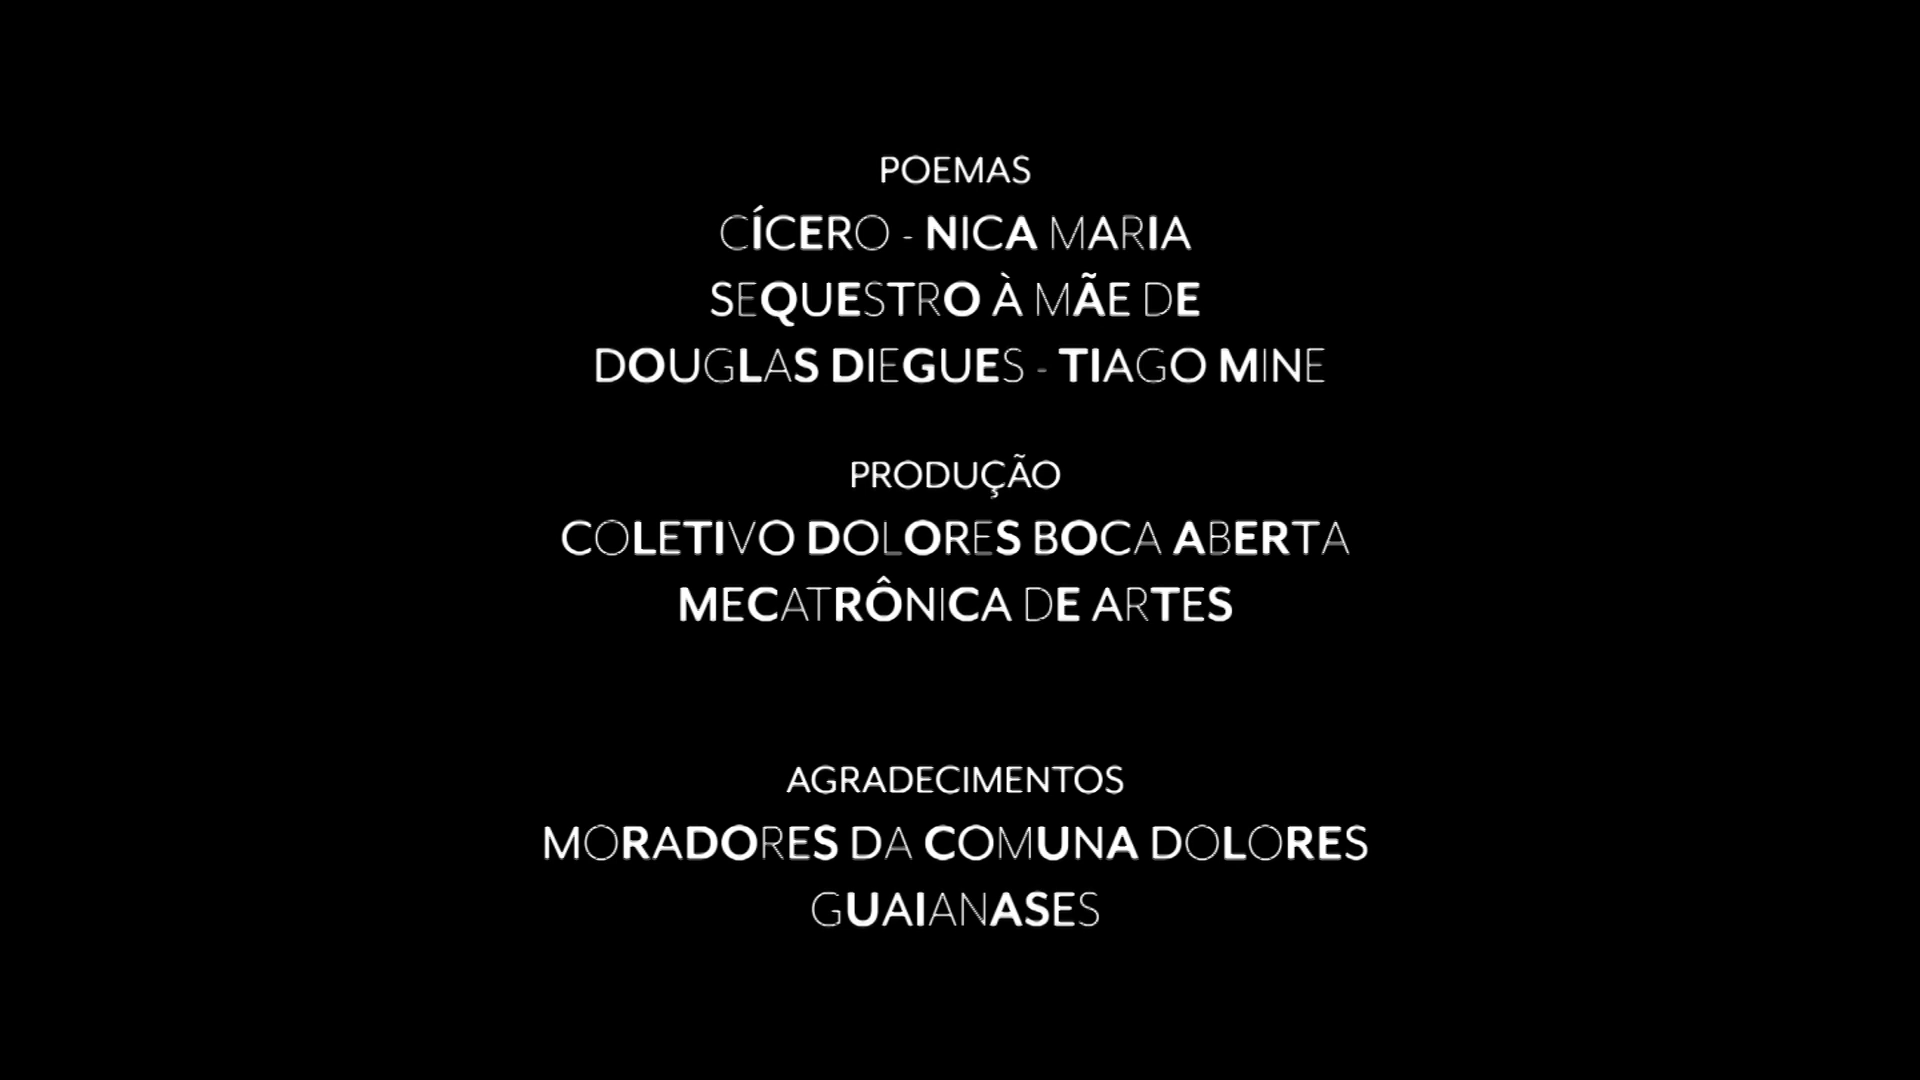 POEMAS
CÍCERO - NICA MARIA
SEQUESTRO À MÃE DE
DOUGLAS DIEGUES - TIAGO MINE
PRODUÇÃO
COLETIVO DOLORES BOCA ABERTA
MECATRÔNICA DE ARTES
AGRADECIMENTOS
MORADORES DA COMUNA DOLORES
GUAIANASES